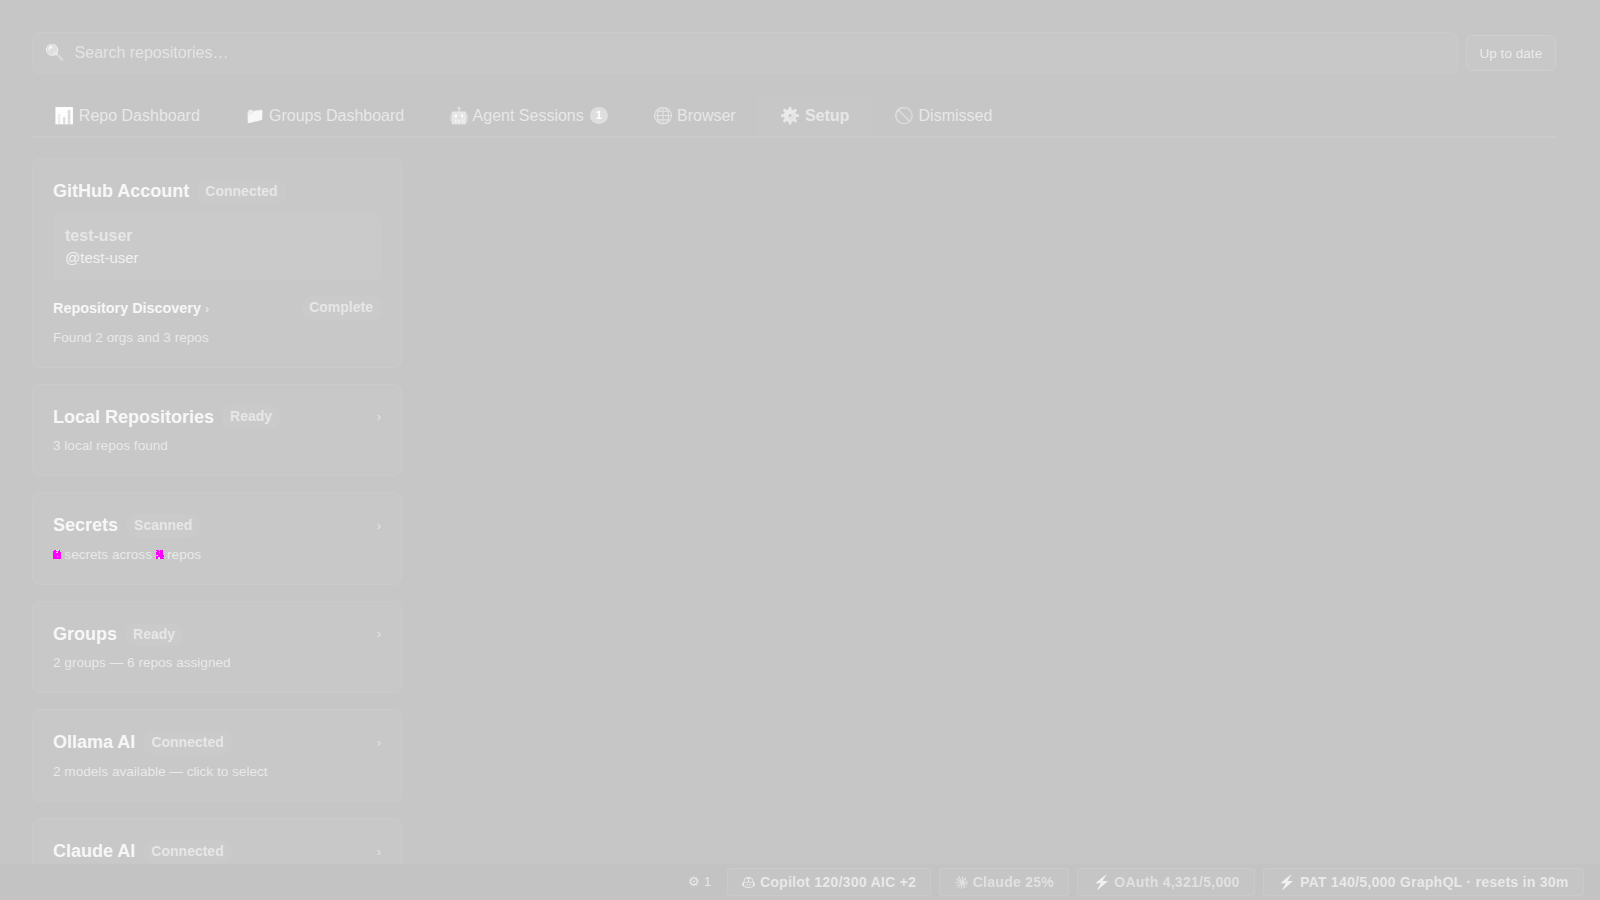 Search repositories…
Up to date
Repo Dashboard
Groups Dashboard
Agent Sessions 1
Browser
Setup
Dismissed
GitHub Account Connected
test-user
@test-user
Repository Discovery ›
Complete
Found 2 orgs and 3 repos
Local Repositories Ready ›
3 local repos found
Secrets Scanned ›
secrets across repos
Groups Ready ›
2 groups — 6 repos assigned
Ollama AI Connected ›
2 models available — click to select
Claude AI Connected ›
1
Copilot 120/300 AIC +2
Claude 25%
OAuth 4,321/5,000
PAT 140/5,000 GraphQL · resets in 30m